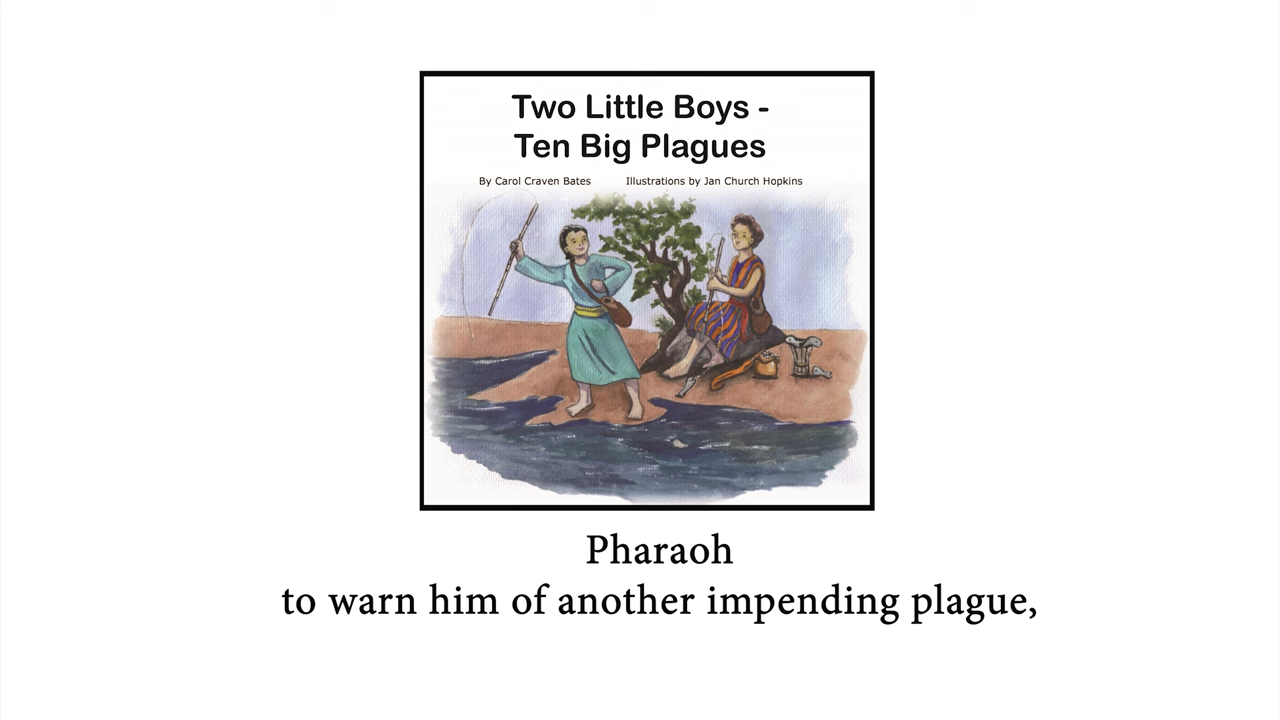 Two Little Boys -
Ten Big Plagues
By Carol Craven Bates Illustrations by Jan Church Hopkins
Pharaoh
to warn him of another impending plague,